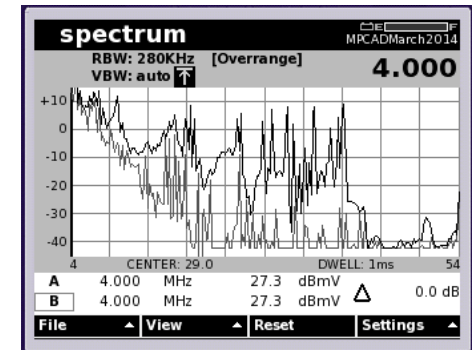 spectrum
E F
MPCADMarch2014
RBW: 280KHz [Overrange]
VBW: auto
4.000
+10
0
-10
-20
-30
-40
4 CENTER: 29.0 DWELL: 1ms 54
A 4.000 MHz 27.3 dBmV
B 4.000 MHz 27.3 dBmV
Δ 0.0 dB
File View Reset Settings